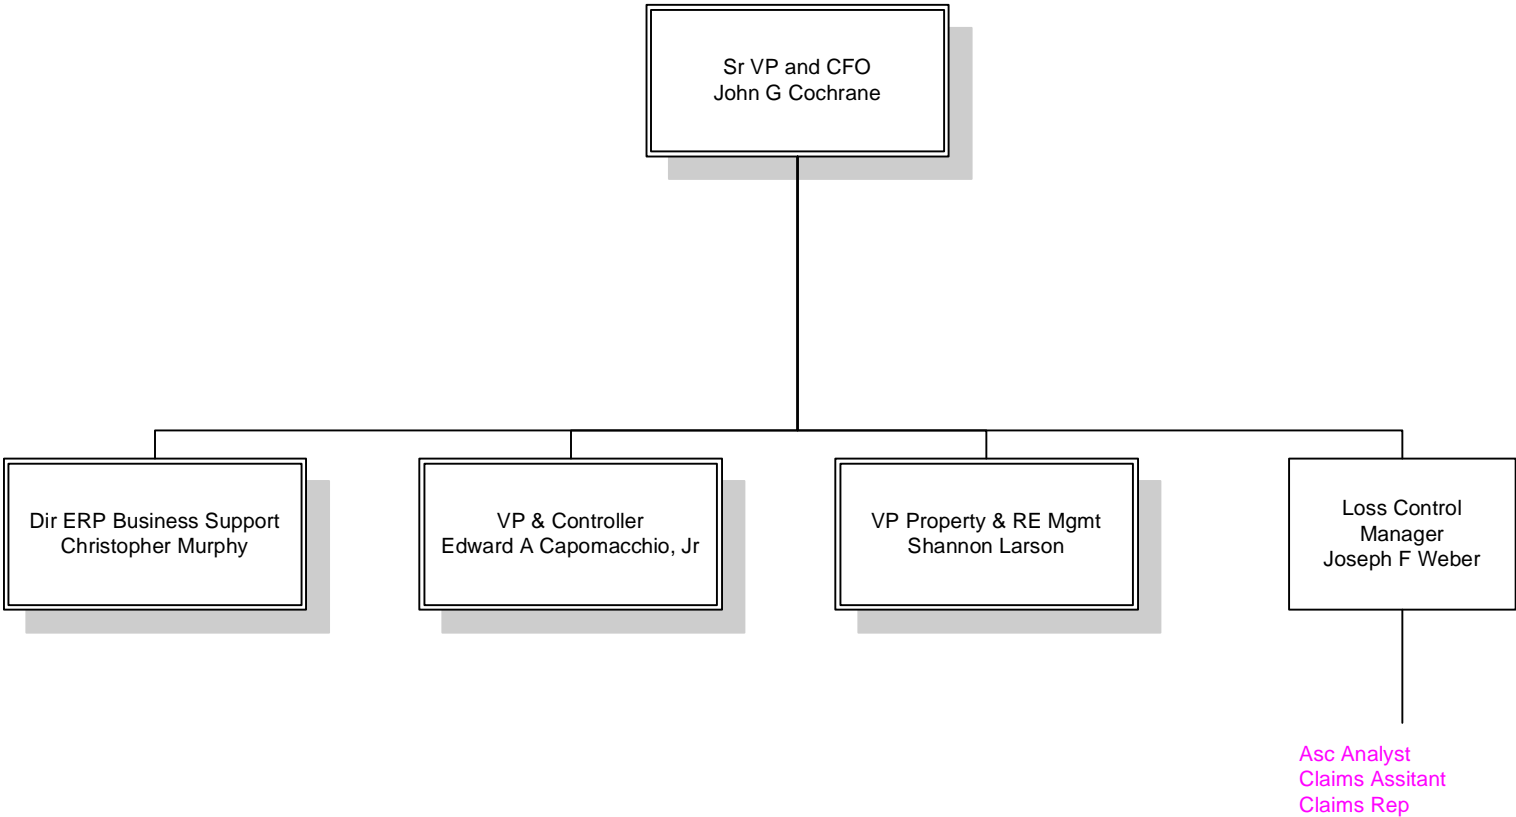 Sr VP and CFO
John G Cochrane
Dir ERP Business Support
Christopher Murphy
VP & Controller
Edward A Capomacchio, Jr
VP Property & RE Mgmt
Shannon Larson
Loss Control
Manager
Joseph F Weber
Asc Analyst
Claims Assitant
Claims Rep